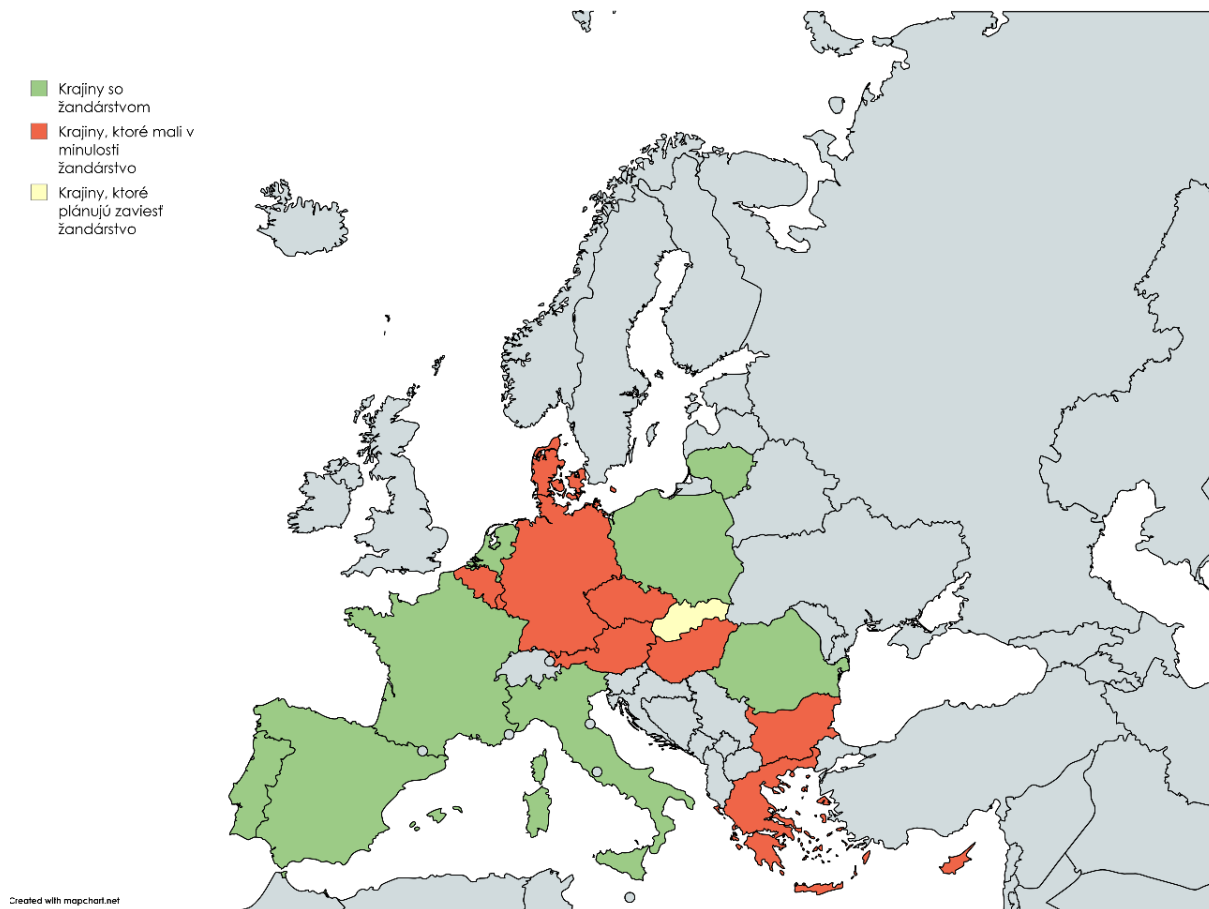 Krajiny so
žandárstvom
Krajiny, ktoré mali v
minulosti
žandárstvo
Krajiny, ktoré
plánujú zaviesť
žandárstvo
Created with mapchart.net